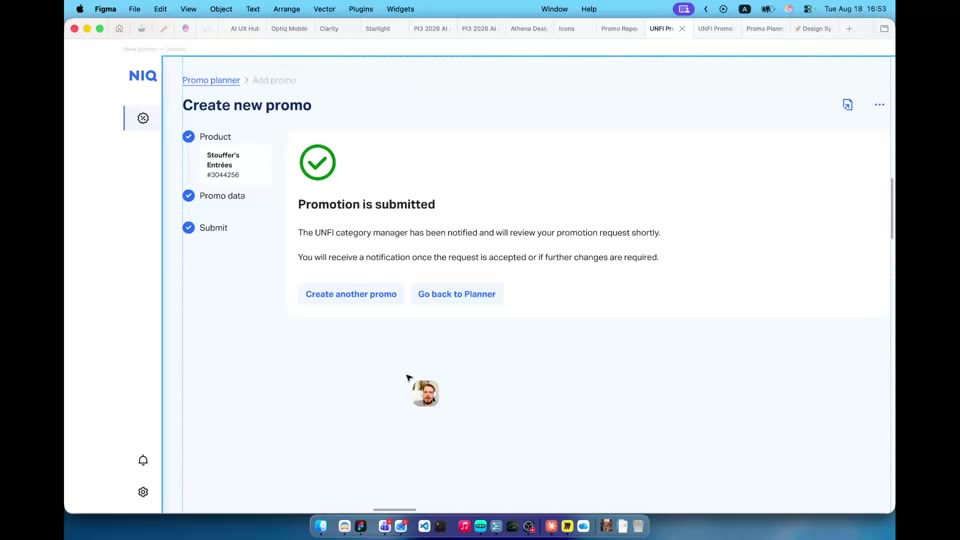 Figma File Edit View Object Text Arrange Vector Plugins Widgets Window Help Tue Aug 18 16:53
AI UX Hub: Optiq Mobile Clarity Starlight PI3 2026 AI PI3 2026 AI Athena Desi Icons Promo Repo UNFI Pr UNFI Promo Promo Plann Design Sy
NIQ
Promo planner > Add promo
Create new promo
Product
Stouffer's
Entrées
#3044256
Promo data
Submit
Promotion is submitted
The UNFI category manager has been notified and will review your promotion request shortly.
You will receive a notification once the request is accepted or if further changes are required.
Create another promo Go back to Planner